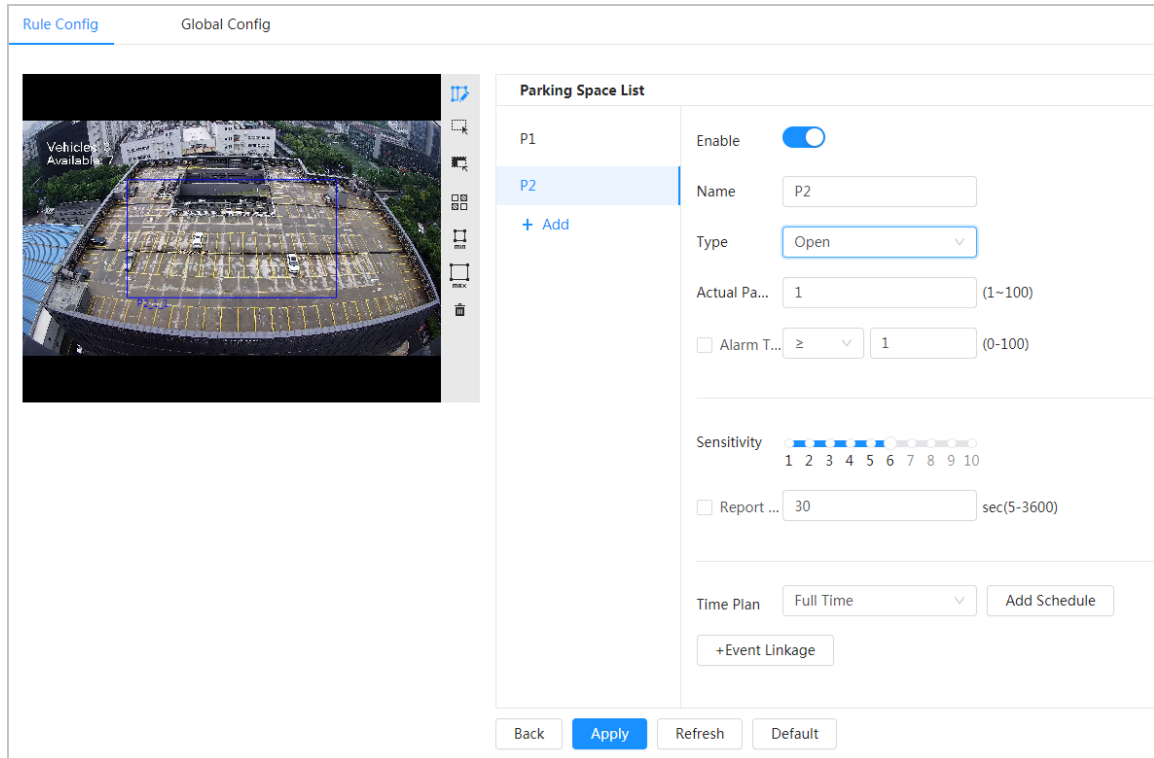 Rule Config Global Config
Vehicles: 3
Available: 7
min
max
Parking Space List
P1
P2
+ Add
Enable
Name P2
Type Open
Actual Pa... 1 (1~100)
Alarm T... ≥ 1 (0-100)
Sensitivity
1 2 3 4 5 6 7 8 9 10
Report ... 30 sec(5-3600)
Time Plan Full Time Add Schedule
+Event Linkage
Back Apply Refresh Default